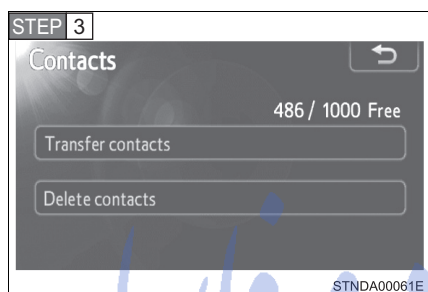 STEP 3
Contacts
486 / 1000 Free
Transfer contacts
Delete contacts
STNDA00061E